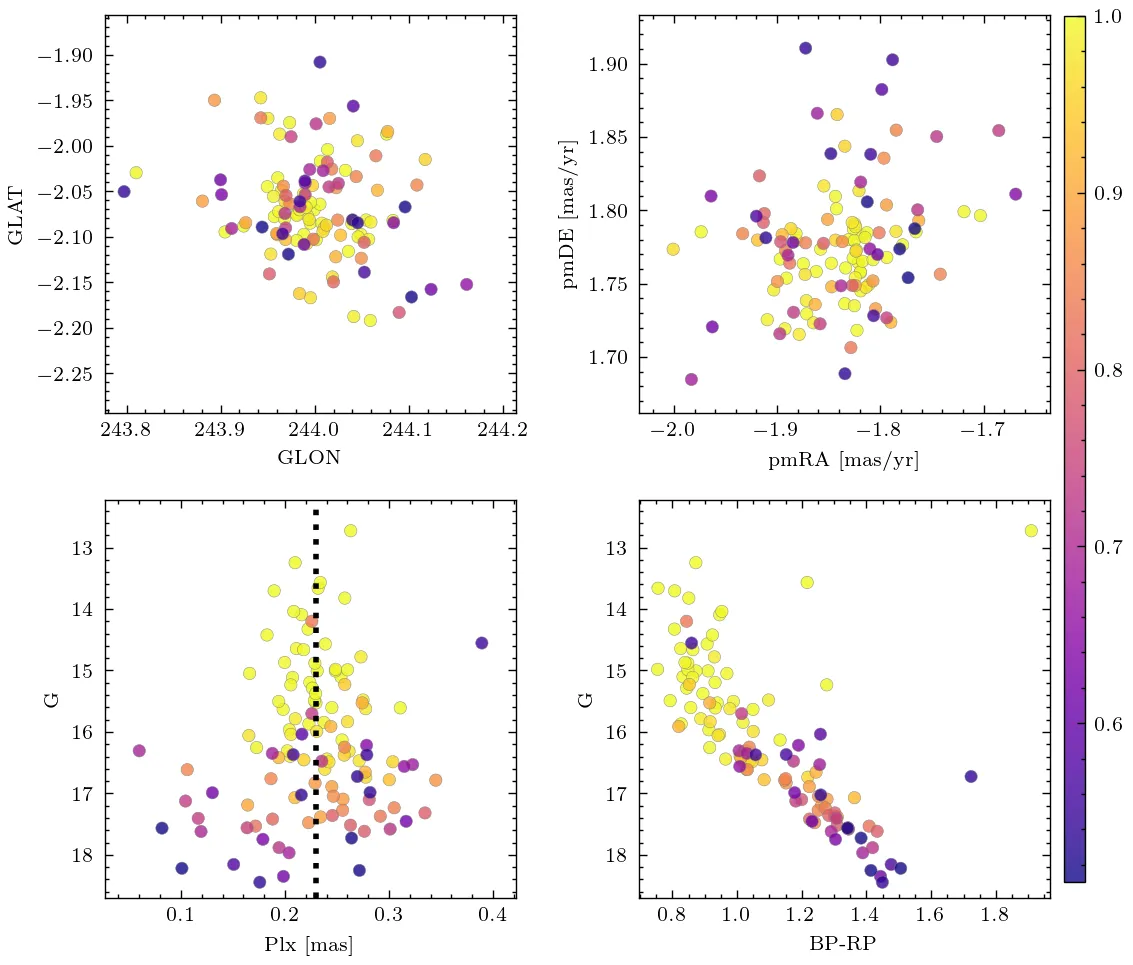 −1.90
−1.95
−2.00
−2.05
−2.10
−2.15
−2.20
−2.25
GLAT
243.8 243.9 244.0 244.1 244.2
GLON
1.90
1.85
1.80
1.75
1.70
pmDE [mas/yr]
−2.0 −1.9 −1.8 −1.7
pmRA [mas/yr]
1.0
0.9
0.8
0.7
0.6
13
14
15
16
17
18
G
0.1 0.2 0.3 0.4
Plx [mas]
13
14
15
16
17
18
G
0.8 1.0 1.2 1.4 1.6 1.8
BP-RP